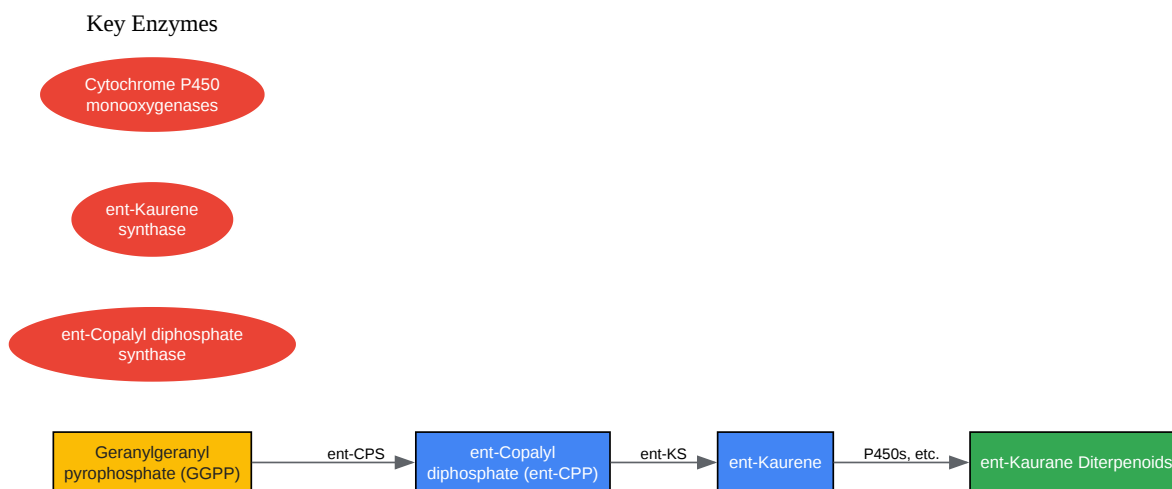 Key Enzymes
Cytochrome P450
monooxygenases
ent-Kaurene
synthase
ent-Copalyl diphosphate
synthase
Geranylgeranyl
pyrophosphate (GGPP)
ent-CPS
ent-Copalyl
diphosphate (ent-CPP)
ent-KS
ent-Kaurene
P450s, etc.
ent-Kaurane Diterpenoids